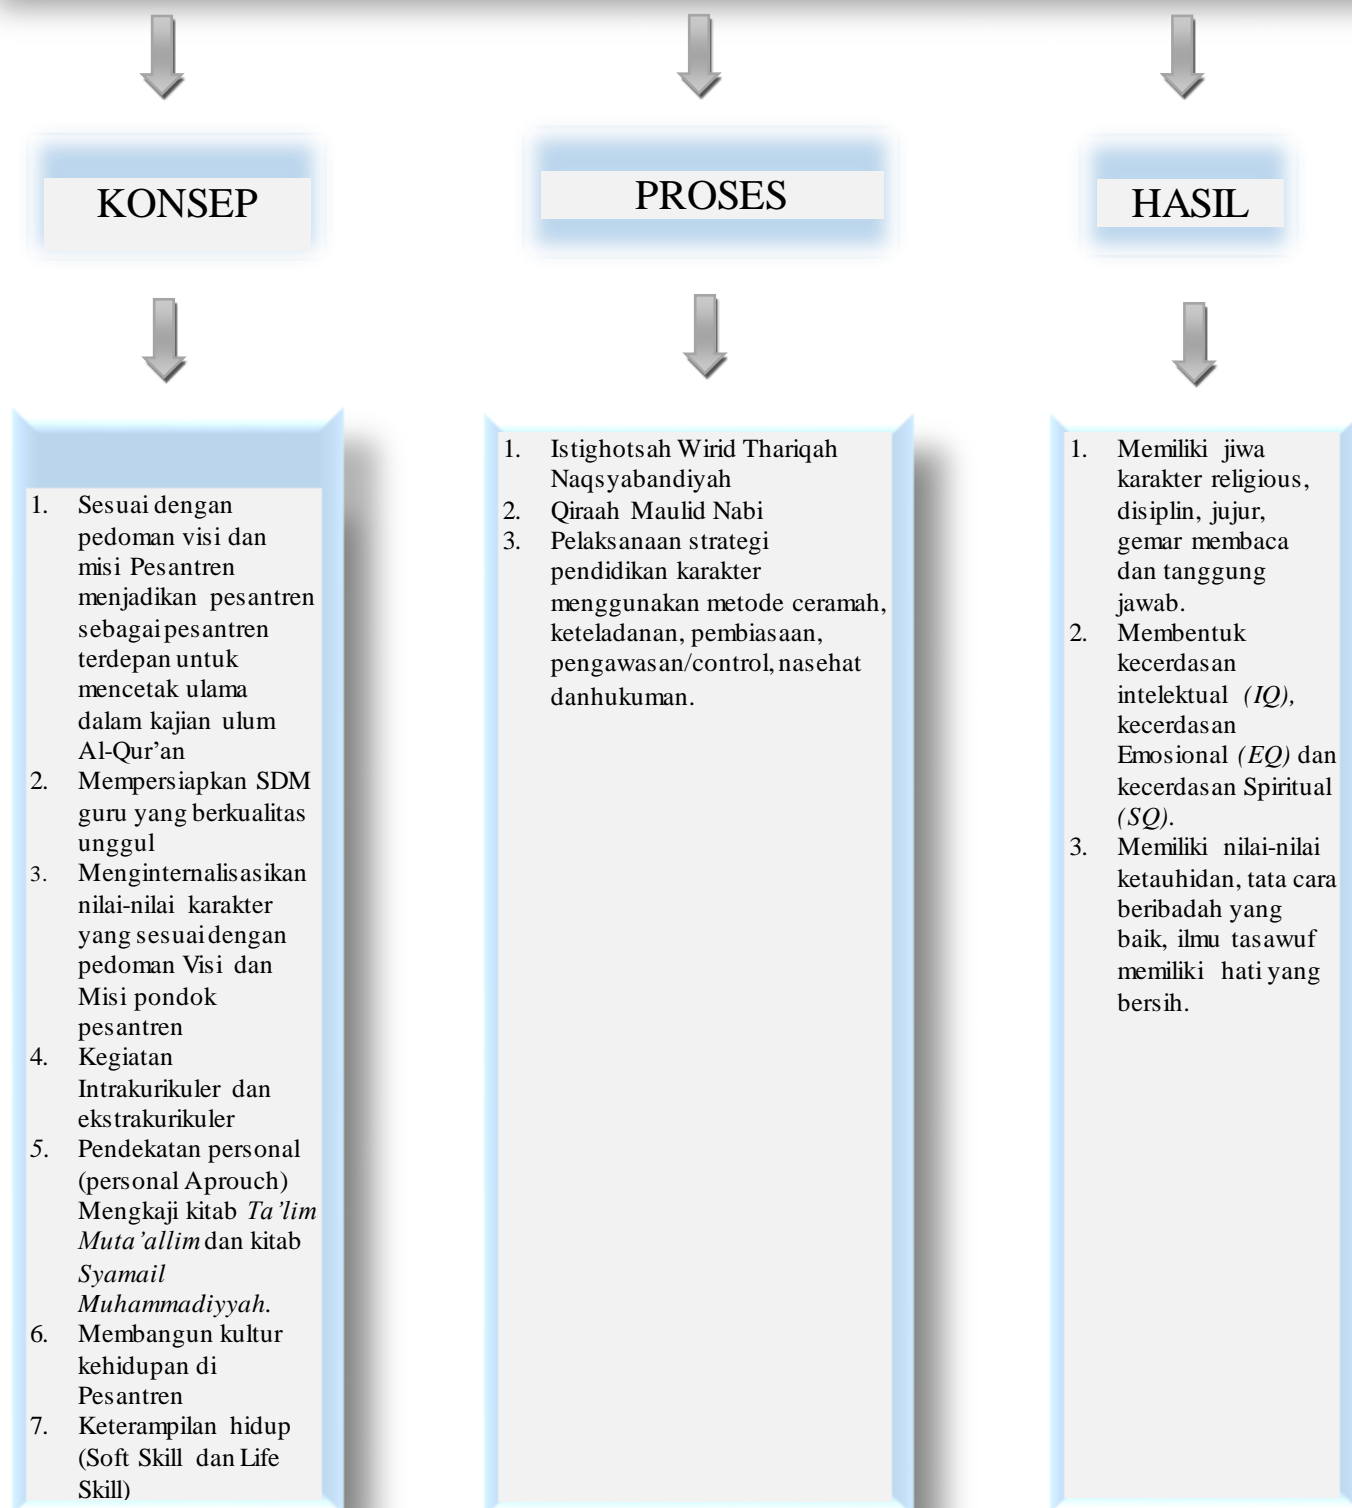 KONSEP
PROSES
HASIL
1. Sesuai dengan
pedoman visi dan
misi Pesantren
menjadikan pesantren
sebagai pesantren
terdepan untuk
mencetak ulama
dalam kajian ulum
Al-Qur’an
2. Mempersiapkan SDM
guru yang berkualitas
unggul
3. Menginternalisasikan
nilai-nilai karakter
yang sesuai dengan
pedoman Visi dan
Misi pondok
pesantren
4. Kegiatan
Intrakurikuler dan
ekstrakurikuler
5. Pendekatan personal
(personal Aprouch)
Mengkaji kitab Ta’lim
Muta’allim dan kitab
Syamail
Muhammadiyyah.
6. Membangun kultur
kehidupan di
Pesantren
7. Keterampilan hidup
(Soft Skill dan Life
Skill)
1. Istighotsah Wirid Thariqah
Naqsyabandiyah
2. Qiraah Maulid Nabi
3. Pelaksanaan strategi
pendidikan karakter
menggunakan metode ceramah,
keteladanan, pembiasaan,
pengawasan/control, nasehat
danhukuman.
1. Memiliki jiwa
karakter religious,
disiplin, jujur,
gemar membaca
dan tanggung
jawab.
2. Membentuk
kecerdasan
intelektual (IQ),
kecerdasan
Emosional (EQ) dan
kecerdasan Spiritual
(SQ).
3. Memiliki nilai-nilai
ketauhidan, tata cara
beribadah yang
baik, ilmu tasawuf
memiliki hati yang
bersih.